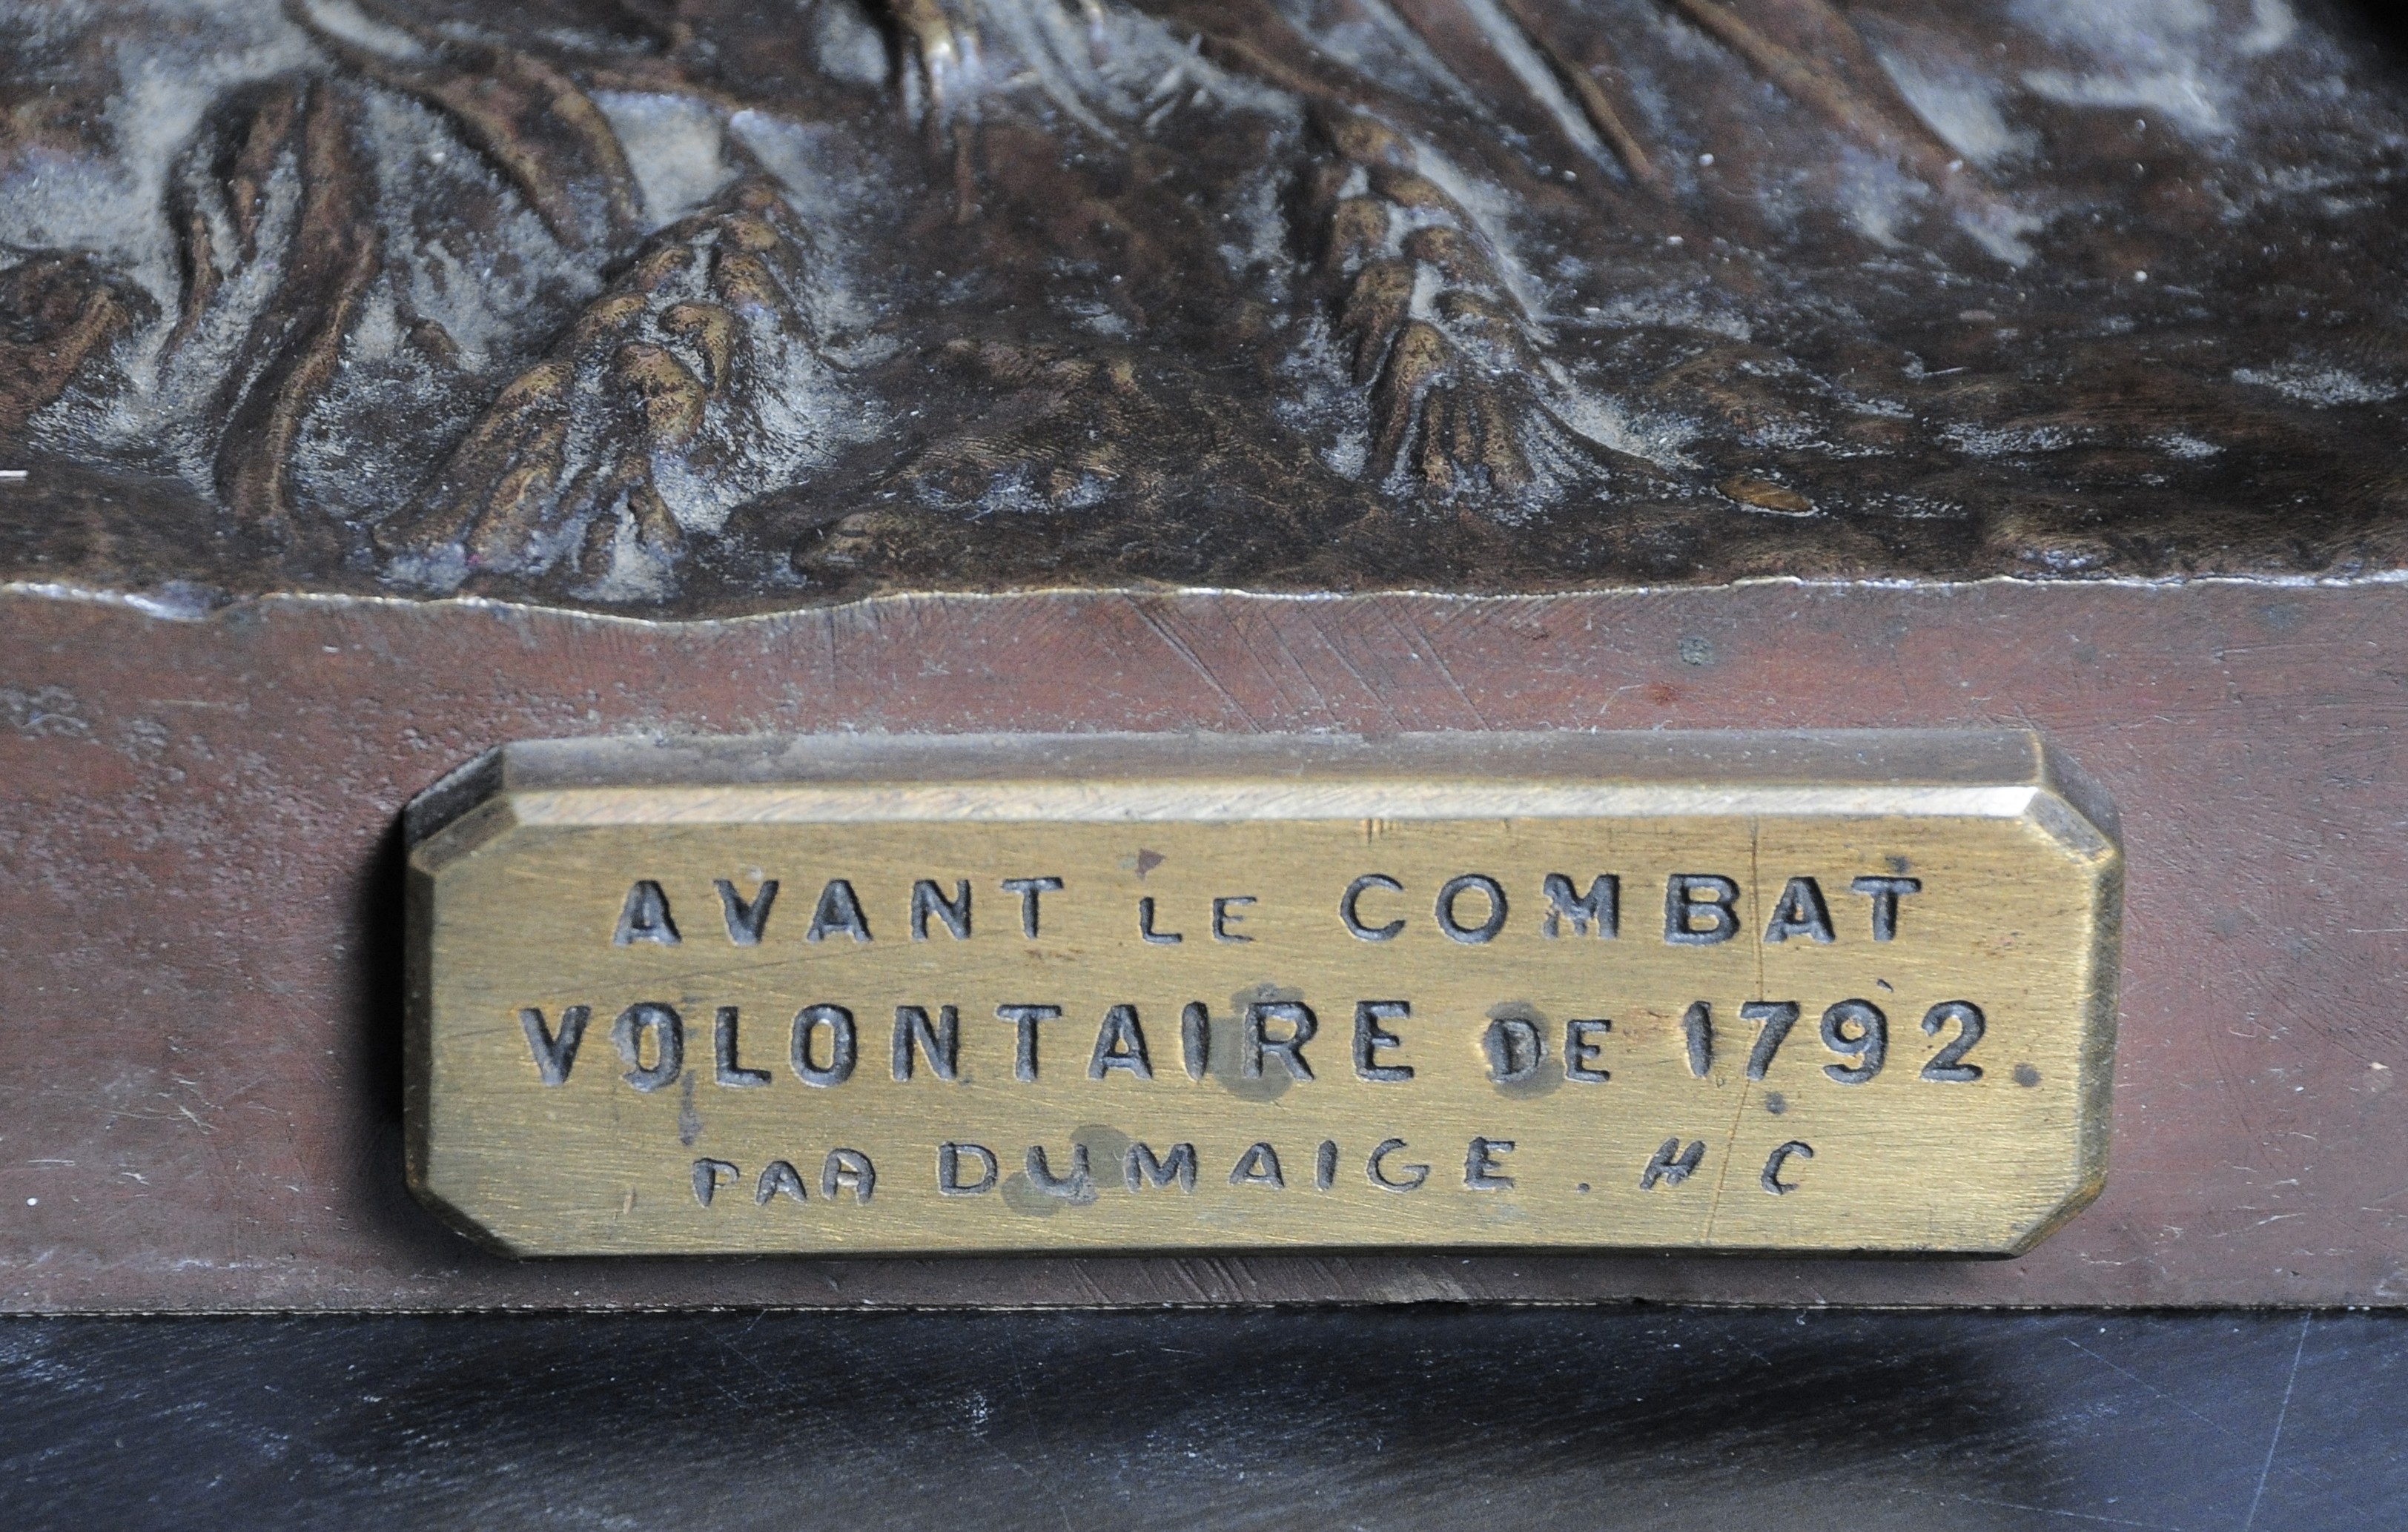 AVANT LE COMBAT
VOLONTAIRE DE 1792
PAR DUMAIGE . H C